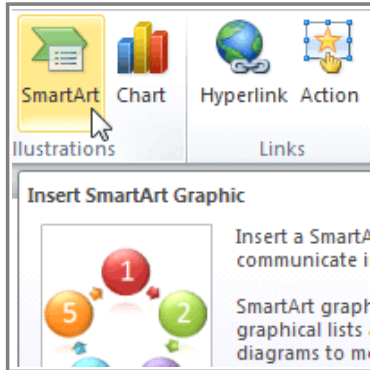 SmartArt Chart Hyperlink Action
llustrations Links
Insert SmartArt Graphic
Insert a SmartA
communicate i
SmartArt graph
graphical lists
diagrams to m
1
5 2